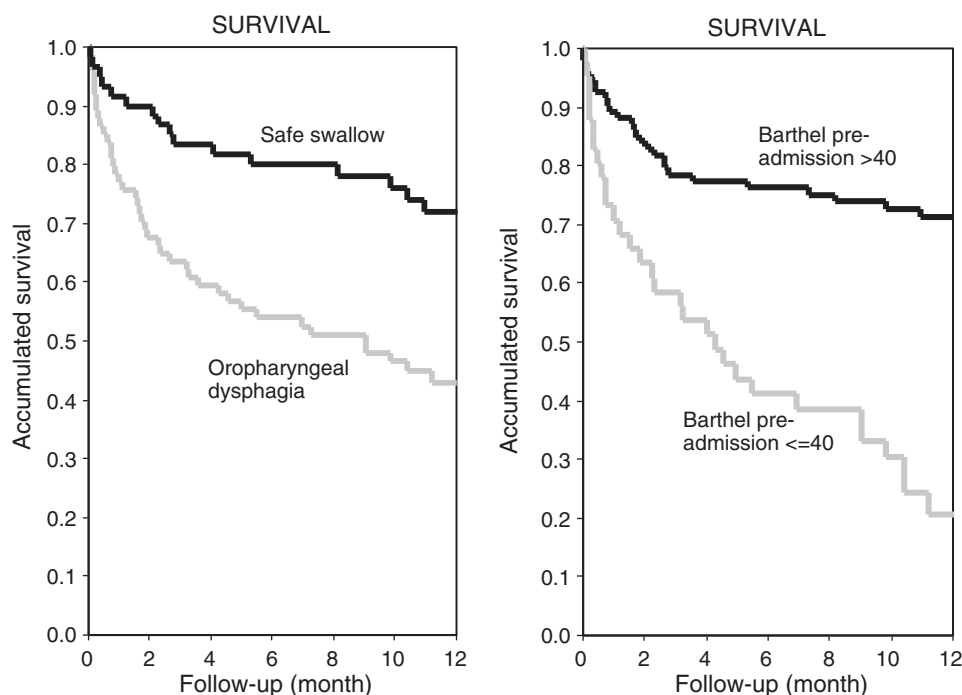 SURVIVAL
1.0
0.9
0.8
0.7
0.6
0.5
0.4
0.3
0.2
0.1
0.0
Accumulated survival
Safe swallow
Oropharyngeal
dysphagia
0 2 4 6 8 10 12
Follow-up (month)
SURVIVAL
1.0
0.9
0.8
0.7
0.6
0.5
0.4
0.3
0.2
0.1
0.0
Accumulated survival
Barthel pre-
admission >40
Barthel pre-
admission <=40
0 2 4 6 8 10 12
Follow-up (month)